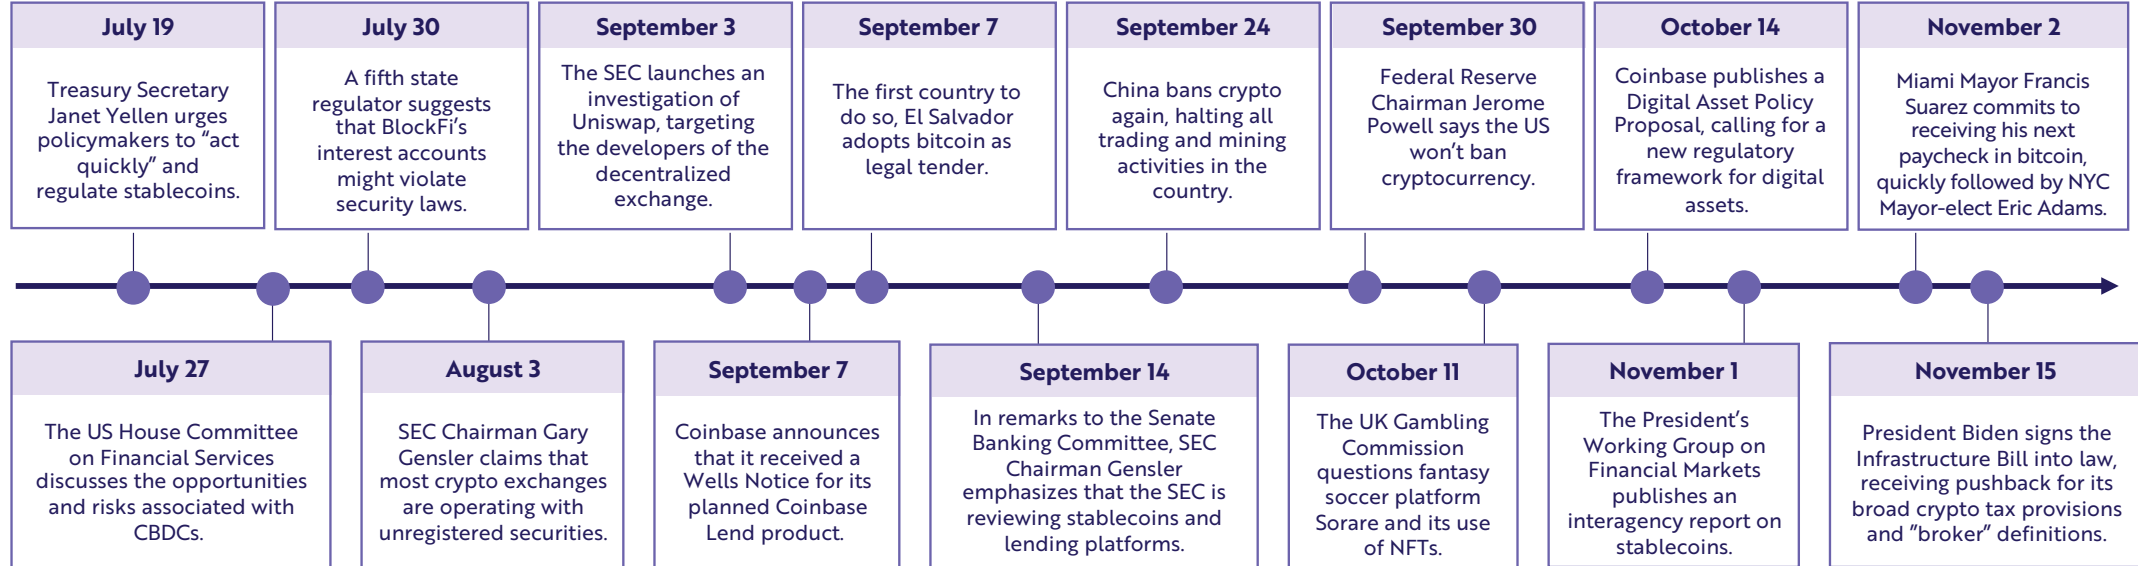 July 19
Treasury Secretary
Janet Yellen urges
policymakers to “act
quickly” and
regulate stablecoins.
July 30
A fifth state
regulator suggests
that BlockFi’s
interest accounts
might violate
security laws.
September 3
The SEC launches an
investigation of
Uniswap, targeting
the developers of the
decentralized
exchange.
September 7
The first country to
do so, El Salvador
adopts bitcoin as
legal tender.
September 24
China bans crypto
again, halting all
trading and mining
activities in the
country.
September 30
Federal Reserve
Chairman Jerome
Powell says the US
won’t ban
cryptocurrency.
October 14
Coinbase publishes a
Digital Asset Policy
Proposal, calling for a
new regulatory
framework for digital
assets.
November 2
Miami Mayor Francis
Suarez commits to
receiving his next
paycheck in bitcoin,
quickly followed by NYC
Mayor-elect Eric Adams.
July 27
The US House Committee
on Financial Services
discusses the opportunities
and risks associated with
CBDCs.
August 3
SEC Chairman Gary
Gensler claims that
most crypto exchanges
are operating with
unregistered securities.
September 7
Coinbase announces
that it received a
Wells Notice for its
planned Coinbase
Lend product.
September 14
In remarks to the Senate
Banking Committee, SEC
Chairman Gensler
emphasizes that the SEC is
reviewing stablecoins and
lending platforms.
October 11
The UK Gambling
Commission
questions fantasy
soccer platform
Sorare and its use
of NFTs.
November 1
The President’s
Working Group on
Financial Markets
publishes an
interagency report on
stablecoins.
November 15
President Biden signs the
Infrastructure Bill into law,
receiving pushback for its
broad crypto tax provisions
and “broker” definitions.